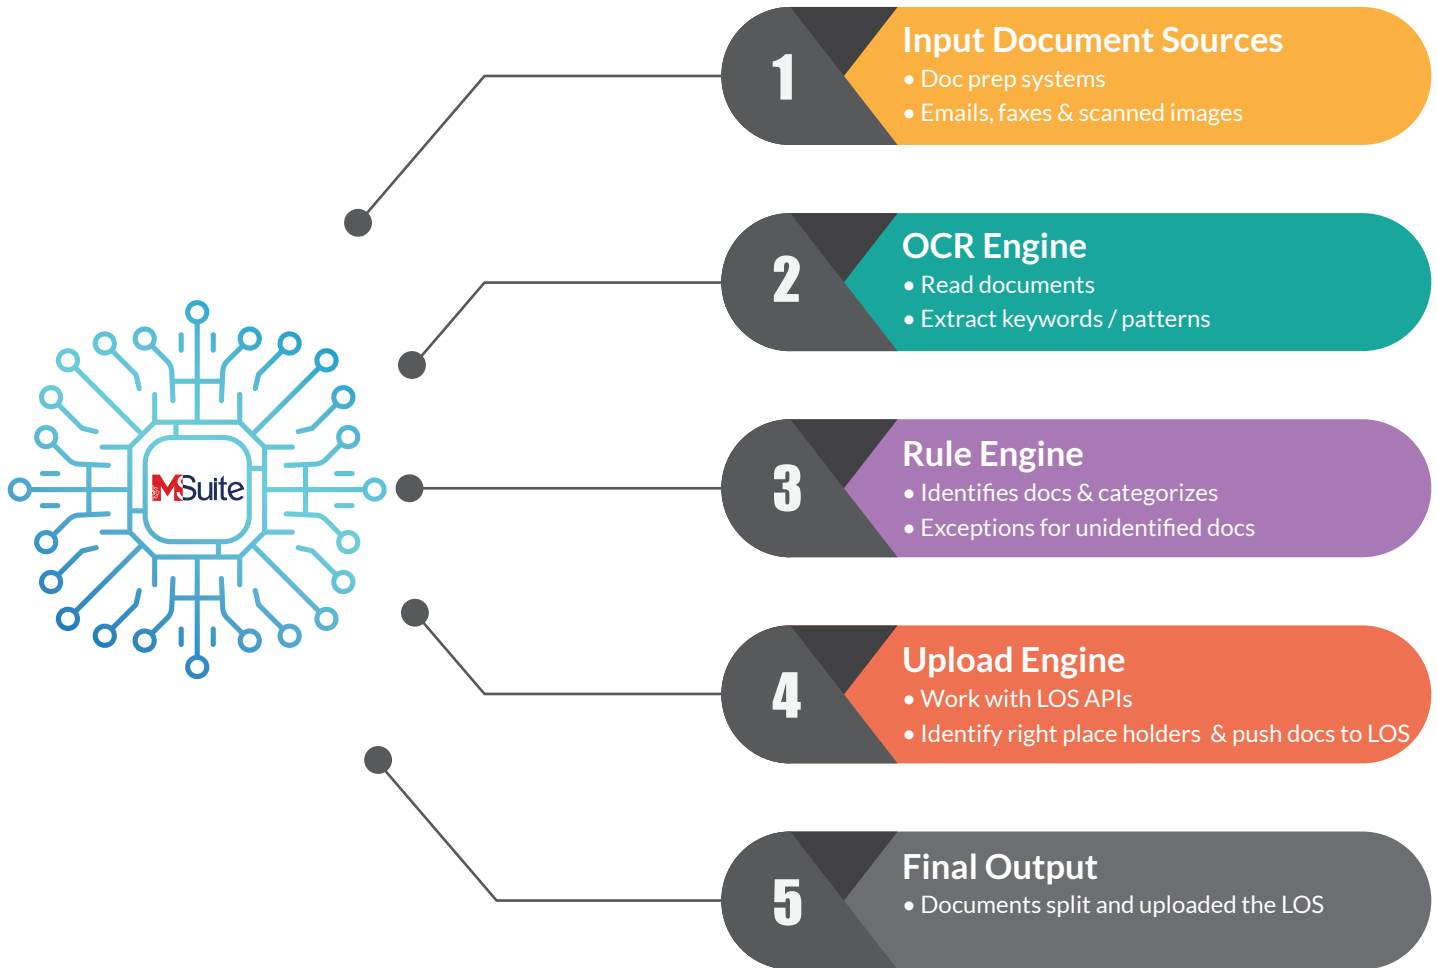 MSuite
1
Input Document Sources
• Doc prep systems
• Emails, faxes & scanned images
2
OCR Engine
• Read documents
• Extract keywords / patterns
3
Rule Engine
• Identifies docs & categorizes
• Exceptions for unidentified docs
4
Upload Engine
• Work with LOS APIs
• Identify right place holders & push docs to LOS
5
Final Output
• Documents split and uploaded the LOS